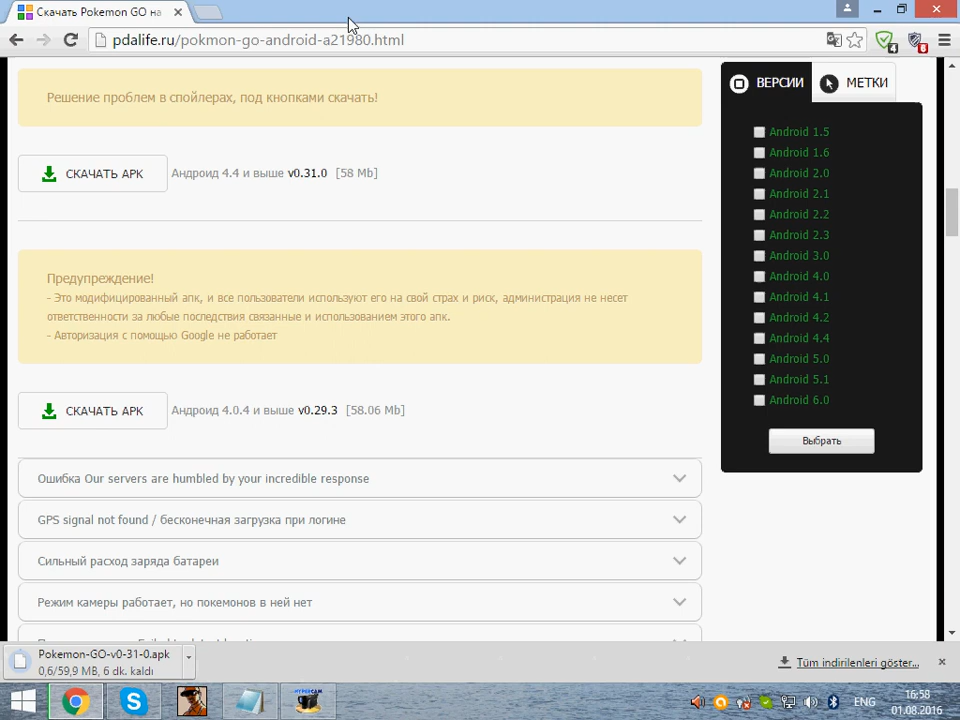 Скачать Pokemon GO на
pdalife.ru/pokmon-go-android-a21980.html
4
8
Решение проблем в спойлерах, под кнопками скачать!
СКАЧАТЬ APK Андроид 4.4 и выше v0.31.0 [58 Mb]
Предупреждение!
- Это модифицированный апк, и все пользователи используют его на свой страх и риск, администрация не несет
ответственности за любые последствия связанные и использованием этого апк.
- Авторизация с помощью Google не работает
СКАЧАТЬ APK Андроид 4.0.4 и выше v0.29.3 [58.06 Mb]
Ошибка Our servers are humbled by your incredible response
GPS signal not found / бесконечная загрузка при логине
Сильный расход заряда батареи
Режим камеры работает, но покемонов в ней нет
ВЕРСИИ МЕТКИ
Android 1.5
Android 1.6
Android 2.0
Android 2.1
Android 2.2
Android 2.3
Android 3.0
Android 4.0
Android 4.1
Android 4.2
Android 4.4
Android 5.0
Android 5.1
Android 6.0
Выбрать
Pokemon-GO-v0-31-0.apk
0,6/59,9 MB, 6 dk. kaldı
Tüm indirilenleri göster...
HYPERCAM
ENG
16:58
01.08.2016